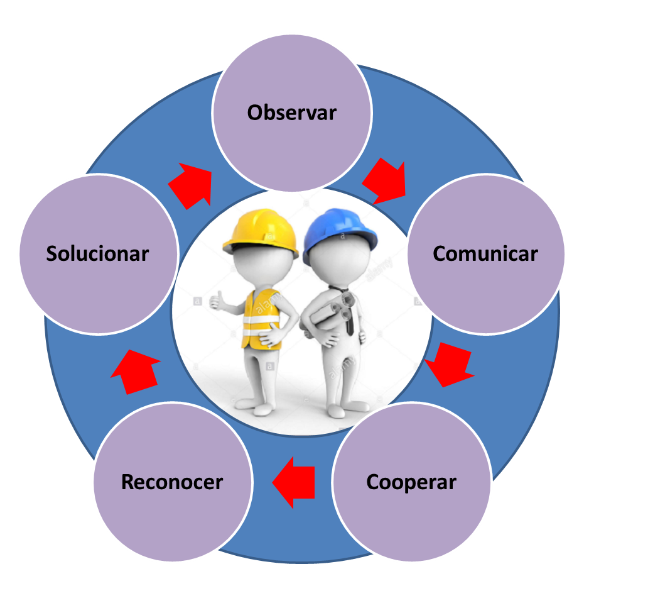 Observar
Comunicar
Cooperar
Reconocer
Solucionar